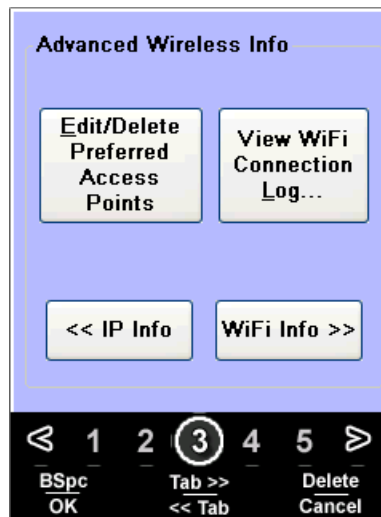 Advanced Wireless Info
Edit/Delete
Preferred
Access
Points
View WiFi
Connection
Log...
<< IP Info
WiFi Info >>
< 1 2 3 4 5 >
BSpc Tab >> Delete
OK << Tab Cancel